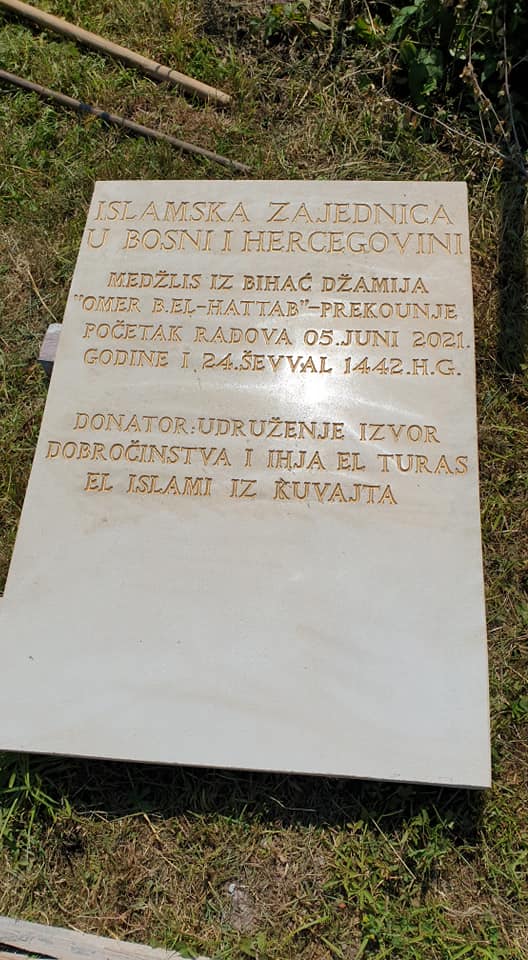 ISLAMSKA ZAJEDNICA
U BOSNI I HERCEGOVINI
MEDŽLIS IZ BIHAĆ DŽAMIJA
"OMER B.EL-HATTAB"-PREKOUNJE
POČETAK RADOVA 05.JUNI 2021.
GODINE I 24.ŠEVVAL 1442.H.G.
DONATOR:UDRUŽENJE IZVOR
DOBROČINSTVA I IHJA EL TURAS
EL ISLAMI IZ KUVAJTA